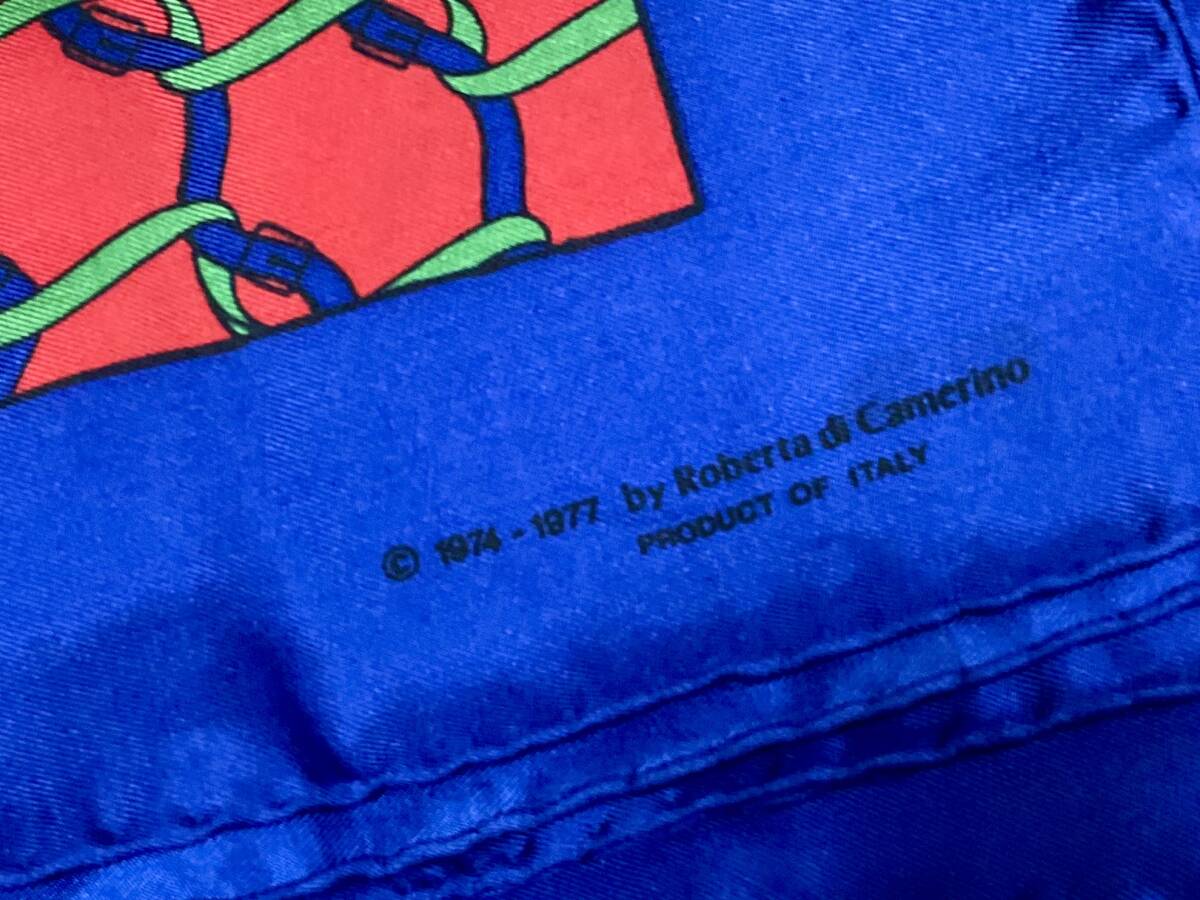 © 1974 - 1977 by Roberta di Camerino
PRODUCT OF ITALY